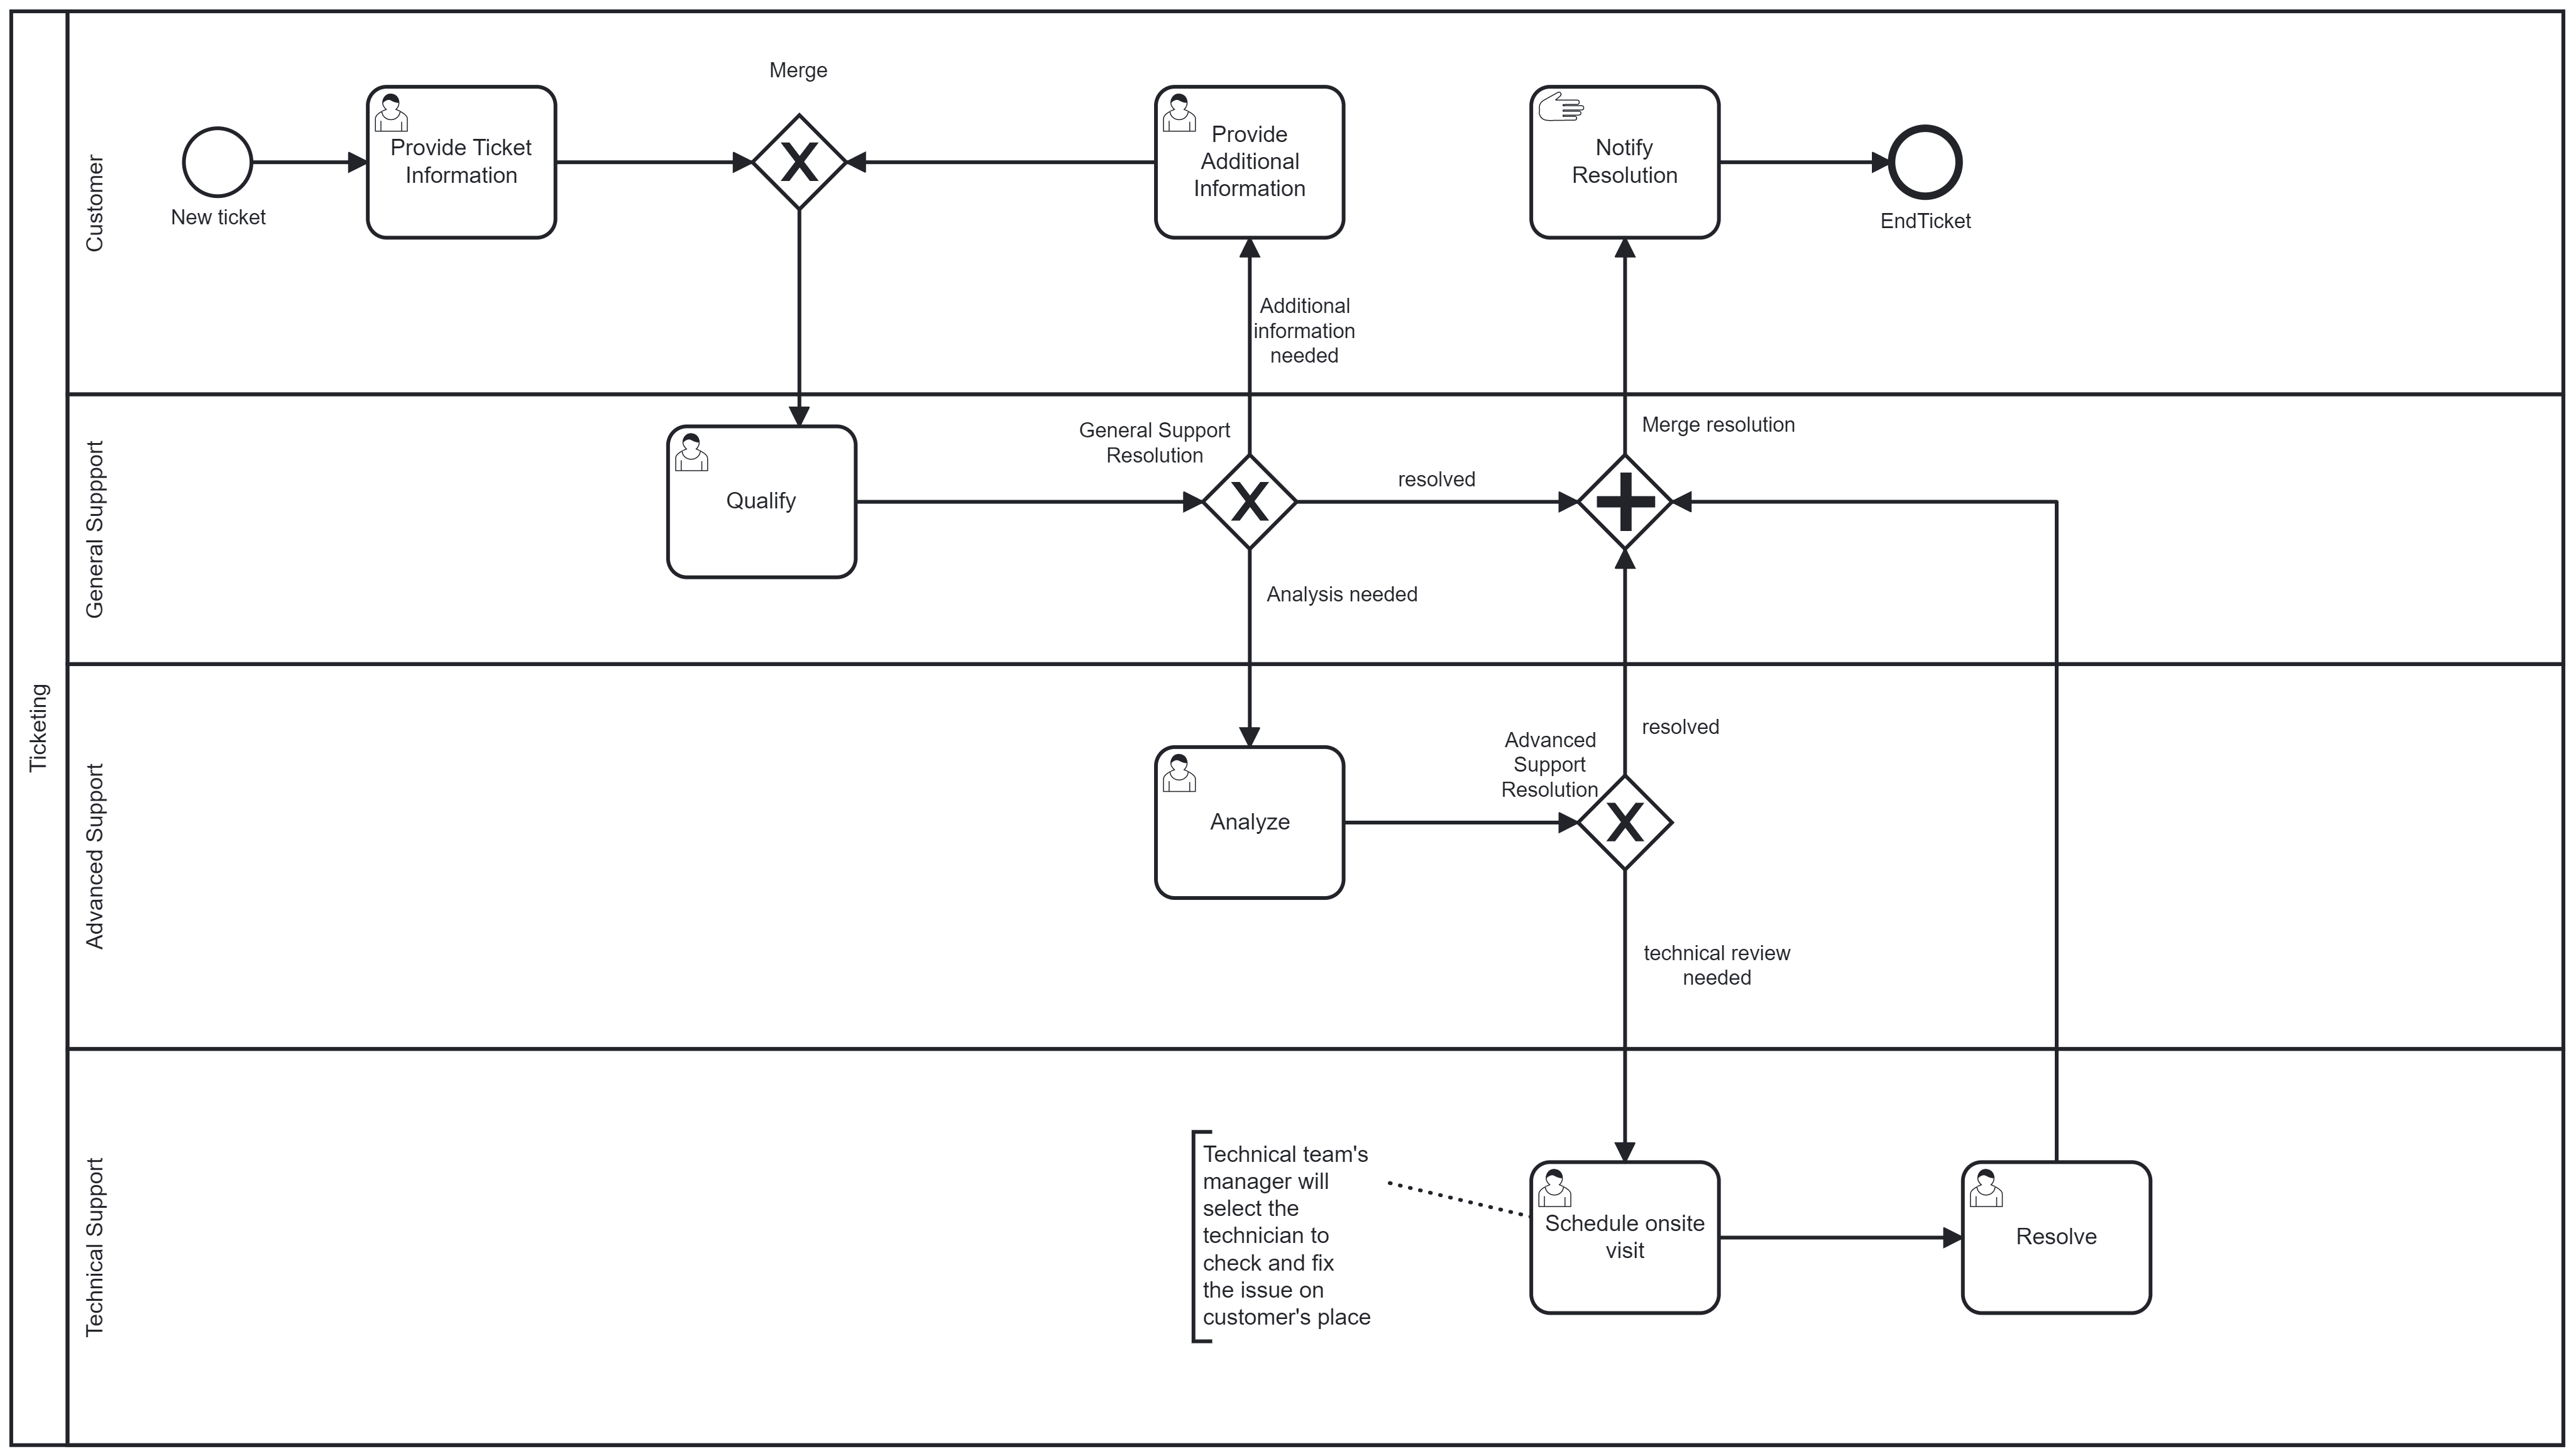 Ticketing
Customer
New ticket
Provide Ticket
Information
Merge
X
Provide
Additional
Information
Additional
information
needed
Notify
Resolution
EndTicket
General Suppport
Qualify
General Support
Resolution
X
resolved
Merge resolution
Analysis needed
Advanced Support
Analyze
Advanced
Support
Resolution
X
resolved
technical review
needed
Technical Support
Technical team's
manager will
select the
technician to
check and fix
the issue on
customer's place
Schedule onsite
visit
Resolve